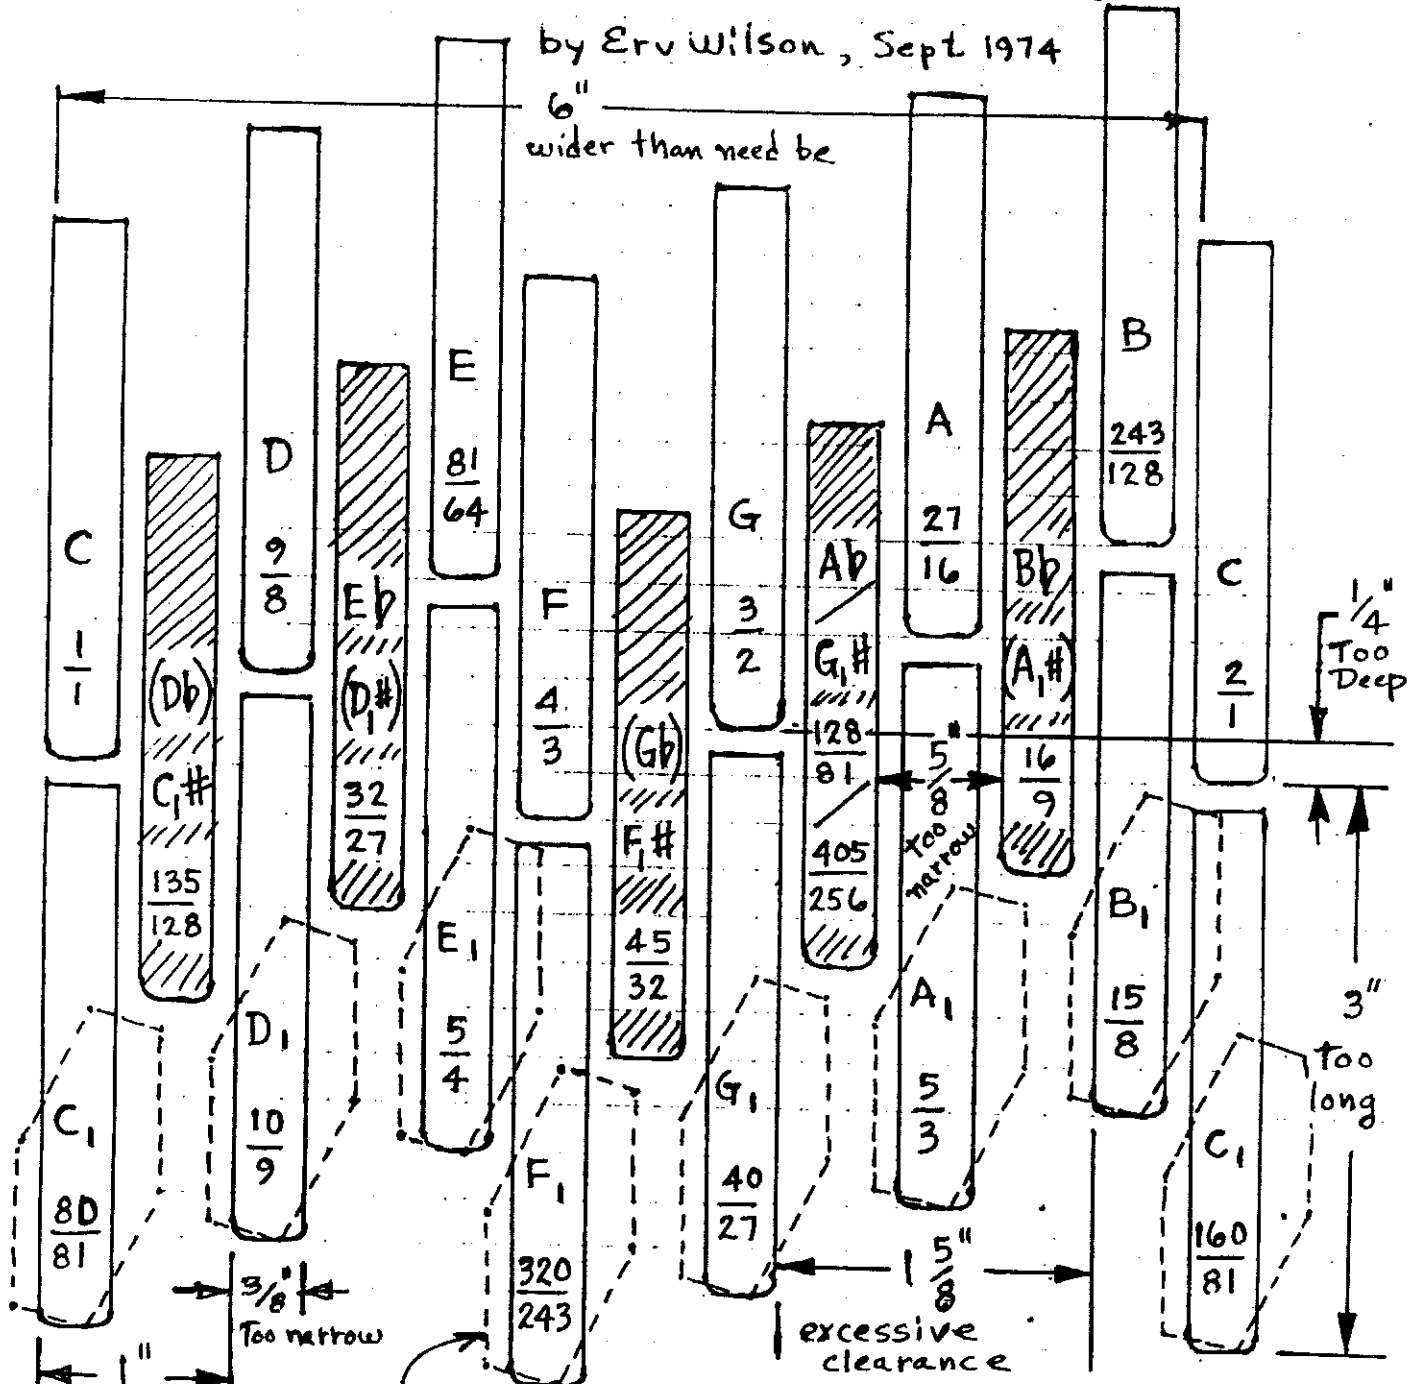 by Erv Wilson, Sept 1974
6"
wider than need be
C
1/1
(Db)
C₁#
135/128
D
9/8
Eb
(D₁#)
32/27
E
81/64
F
4/3
(Gb)
F₁#
45/32
G
3/2
Ab
G₁#
128/81
405/256
A
27/16
Bb
(A₁#)
16/9
B
243/128
C
2/1
1/4"
Too
Deep
5/8"
too
narrow
C₁
80/81
D₁
10/9
E₁
5/4
F₁
320/243
G₁
40/27
A₁
5/3
B₁
15/8
C₁
160/81
3"
too
long
3/8"
Too narrow
1"
1 5/8"
excessive
clearance